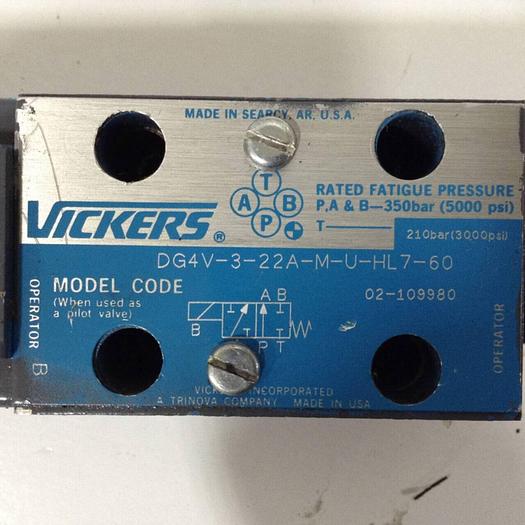 MADE IN SEARCY, AR. U.S.A.
T
A B
P
VICKERS®
RATED FATIGUE PRESSURE
P,A & B—350bar (5000 psi)
T
210bar(3000psi)
DG4V-3-22A-M-U-HL7-60
MODEL CODE
02-109980
(When used as
a pilot valve)
A B
B
P T
OPERATOR B
OPERATOR
INCORPORATED
A TRINOVA COMPANY MADE IN USA